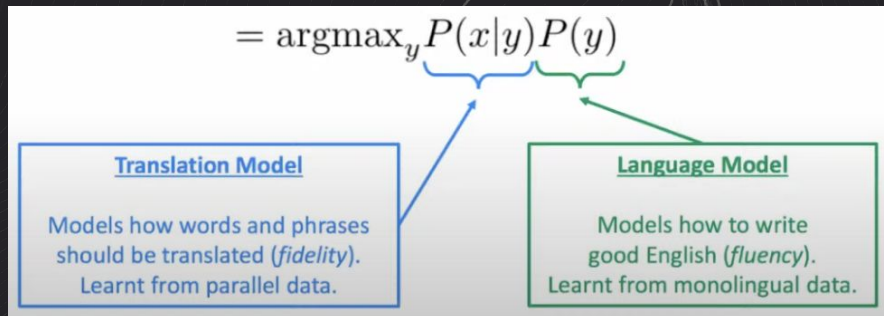 = argmax_y P(x|y)P(y)
Translation Model
Models how words and phrases
should be translated (fidelity).
Learnt from parallel data.
Language Model
Models how to write
good English (fluency).
Learnt from monolingual data.